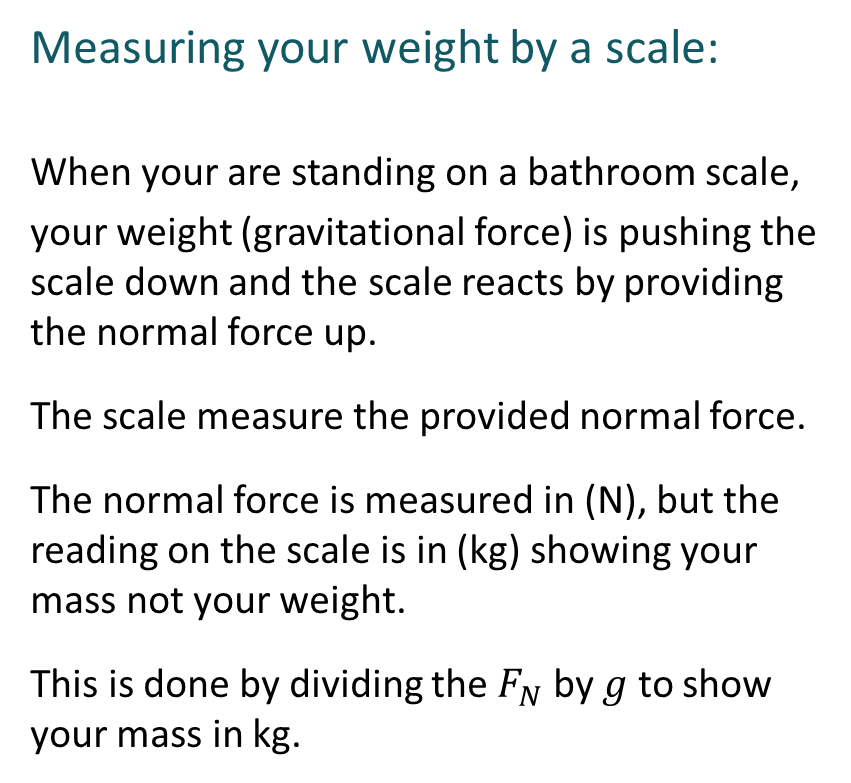 Measuring your weight by a scale:
When your are standing on a bathroom scale,
your weight (gravitational force) is pushing the
scale down and the scale reacts by providing
the normal force up.
The scale measure the provided normal force.
The normal force is measured in (N), but the
reading on the scale is in (kg) showing your
mass not your weight.
This is done by dividing the F_N by g to show
your mass in kg.